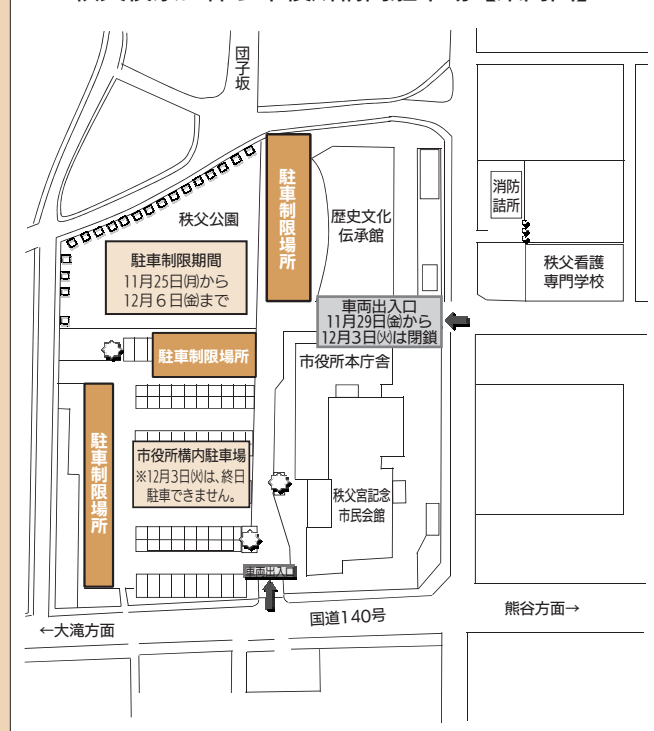 団子坂
駐車制限場所
消防
詰所
秩父公園
歴史文化
伝承館
駐車制限期間
11月25日㈪から
12月6日㈮まで
秩父看護
専門学校
車両出入口
11月29日㈮から
12月3日㈫は閉鎖
駐車制限場所
市役所本庁舎
駐車制限場所
市役所構内駐車場
※12月3日㈫は、終日
駐車できません。
秩父宮記念
市民会館
車両出入口
国道140号
熊谷方面→
←大滝方面